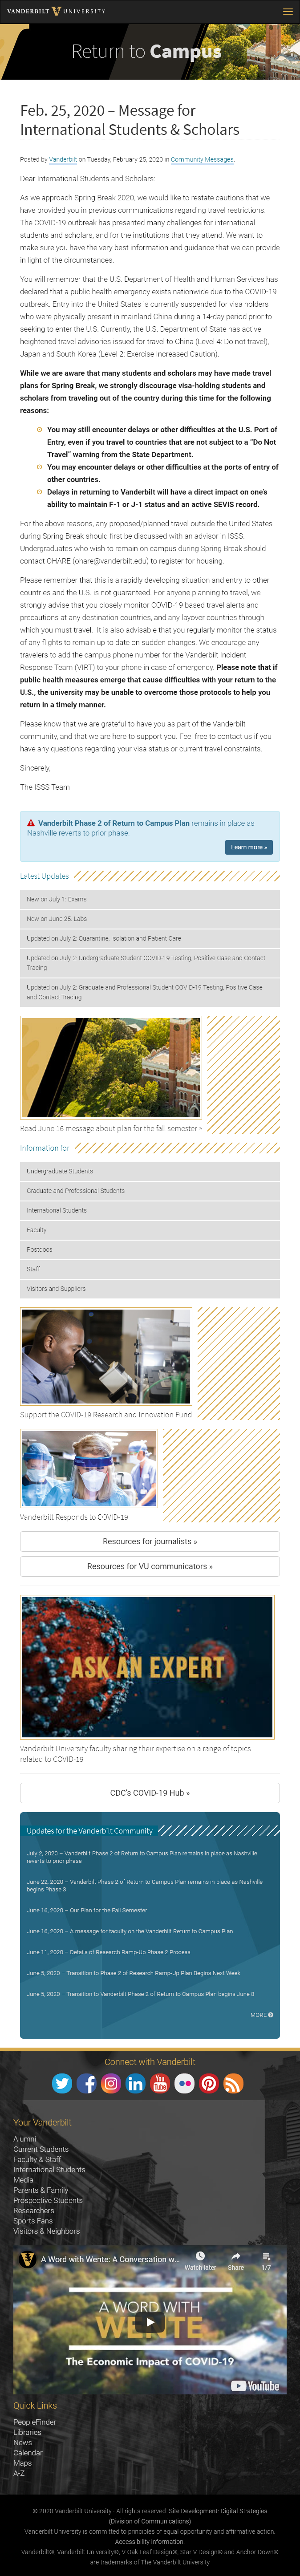 VANDERBILT V UNIVERSITY
Return to Campus
Feb. 25, 2020 – Message for
International Students & Scholars
Posted by Vanderbilt on Tuesday, February 25, 2020 in Community Messages.
Dear International Students and Scholars:
As we approach Spring Break 2020, we would like to restate cautions that we
have provided you in previous communications regarding travel restrictions.
The COVID-19 outbreak has presented many challenges for international
students and scholars, and for the institutions that they attend. We want to
make sure you have the very best information and guidance that we can provide
in light of the circumstances.
You will remember that the U.S. Department of Health and Human Services has
declared that a public health emergency exists nationwide due to the COVID-19
outbreak. Entry into the United States is currently suspended for visa holders
who were physically present in mainland China during a 14-day period prior to
seeking to enter the U.S. Currently, the U.S. Department of State has active
heightened travel advisories issued for travel to China (Level 4: Do not travel),
Japan and South Korea (Level 2: Exercise Increased Caution).
While we are aware that many students and scholars may have made travel
plans for Spring Break, we strongly discourage visa-holding students and
scholars from traveling out of the country during this time for the following
reasons:
You may still encounter delays or other difficulties at the U.S. Port of
Entry, even if you travel to countries that are not subject to a “Do Not
Travel” warning from the State Department.
You may encounter delays or other difficulties at the ports of entry of
other countries.
Delays in returning to Vanderbilt will have a direct impact on one’s
ability to maintain F-1 or J-1 status and an active SEVIS record.
For the above reasons, any proposed/planned travel outside the United States
during Spring Break should first be discussed with an advisor in ISSS.
Undergraduates who wish to remain on campus during Spring Break should
contact OHARE (ohare@vanderbilt.edu) to register for housing.
Please remember that this is a rapidly developing situation and entry to other
countries and the U.S. is not guaranteed. For anyone planning to travel, we
strongly advise that you closely monitor COVID-19 based travel alerts and
precautions at any destination countries, and any layover countries through
which you must travel. It is also advisable that you regularly monitor the status
of any flights to remain up to date on sudden changes. We encourage any
travelers to add the campus phone number for the Vanderbilt Incident
Response Team (VIRT) to your phone in case of emergency. Please note that if
public health measures emerge that cause difficulties with your return to the
U.S., the university may be unable to overcome those protocols to help you
return in a timely manner.
Please know that we are grateful to have you as part of the Vanderbilt
community, and that we are here to support you. Feel free to contact us if you
have any questions regarding your visa status or current travel constraints.
Sincerely,
The ISSS Team
Vanderbilt Phase 2 of Return to Campus Plan remains in place as
Nashville reverts to prior phase.
Learn more »
Latest Updates
New on July 1: Exams
New on June 25: Labs
Updated on July 2: Quarantine, Isolation and Patient Care
Updated on July 2: Undergraduate Student COVID-19 Testing, Positive Case and Contact
Tracing
Updated on July 2: Graduate and Professional Student COVID-19 Testing, Positive Case
and Contact Tracing
Read June 16 message about plan for the fall semester »
Information for
Undergraduate Students
Graduate and Professional Students
International Students
Faculty
Postdocs
Staff
Visitors and Suppliers
Support the COVID-19 Research and Innovation Fund
Vanderbilt Responds to COVID-19
Resources for journalists »
Resources for VU communicators »
ASK AN EXPERT
Vanderbilt University faculty sharing their expertise on a range of topics
related to COVID-19
CDC's COVID-19 Hub »
Updates for the Vanderbilt Community
July 2, 2020 – Vanderbilt Phase 2 of Return to Campus Plan remains in place as Nashville
reverts to prior phase
June 22, 2020 – Vanderbilt Phase 2 of Return to Campus Plan remains in place as Nashville
begins Phase 3
June 16, 2020 – Our Plan for the Fall Semester
June 16, 2020 – A message for faculty on the Vanderbilt Return to Campus Plan
June 11, 2020 – Details of Research Ramp-Up Phase 2 Process
June 5, 2020 – Transition to Phase 2 of Research Ramp-Up Plan Begins Next Week
June 5, 2020 – Transition to Vanderbilt Phase 2 of Return to Campus Plan begins June 8
MORE
Connect with Vanderbilt
Your Vanderbilt
Alumni
Current Students
Faculty & Staff
International Students
Media
Parents & Family
Prospective Students
Researchers
Sports Fans
Visitors & Neighbors
A Word with Wente: A Conversation w...
Watch later
Share
1/7
A WORD WITH
WENTE
The Economic Impact of COVID-19
YouTube
Quick Links
PeopleFinder
Libraries
News
Calendar
Maps
A-Z
© 2020 Vanderbilt University · All rights reserved. Site Development: Digital Strategies
(Division of Communications)
Vanderbilt University is committed to principles of equal opportunity and affirmative action.
Accessibility information.
Vanderbilt®, Vanderbilt University®, V Oak Leaf Design®, Star V Design® and Anchor Down®
are trademarks of The Vanderbilt University